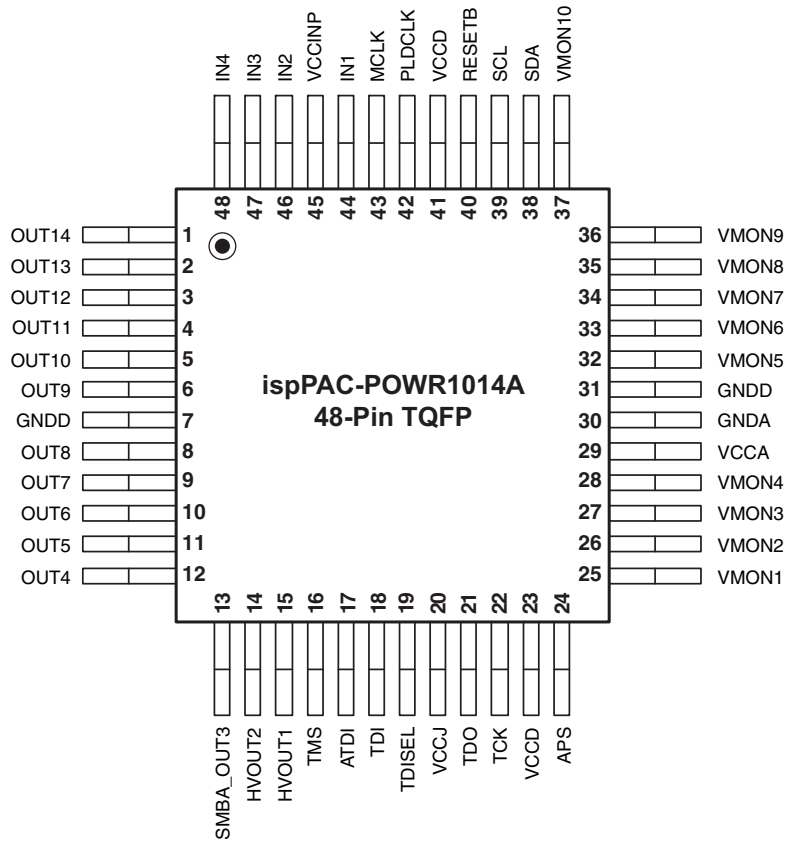 IN4
IN3
IN2
VCCINP
IN1
MCLK
PLDCLK
VCCD
RESETB
SCL
SDA
VMON10
48
47
46
45
44
43
42
41
40
39
38
37
OUT14 1
OUT13 2
OUT12 3
OUT11 4
OUT10 5
OUT9 6
GNDD 7
OUT8 8
OUT7 9
OUT6 10
OUT5 11
OUT4 12
ispPAC-POWR1014A
48-Pin TQFP
36 VMON9
35 VMON8
34 VMON7
33 VMON6
32 VMON5
31 GNDD
30 GNDA
29 VCCA
28 VMON4
27 VMON3
26 VMON2
25 VMON1
13
14
15
16
17
18
19
20
21
22
23
24
SMBA_OUT3
HVOUT2
HVOUT1
TMS
ATDI
TDI
TDISEL
VCCJ
TDO
TCK
VCCD
APS